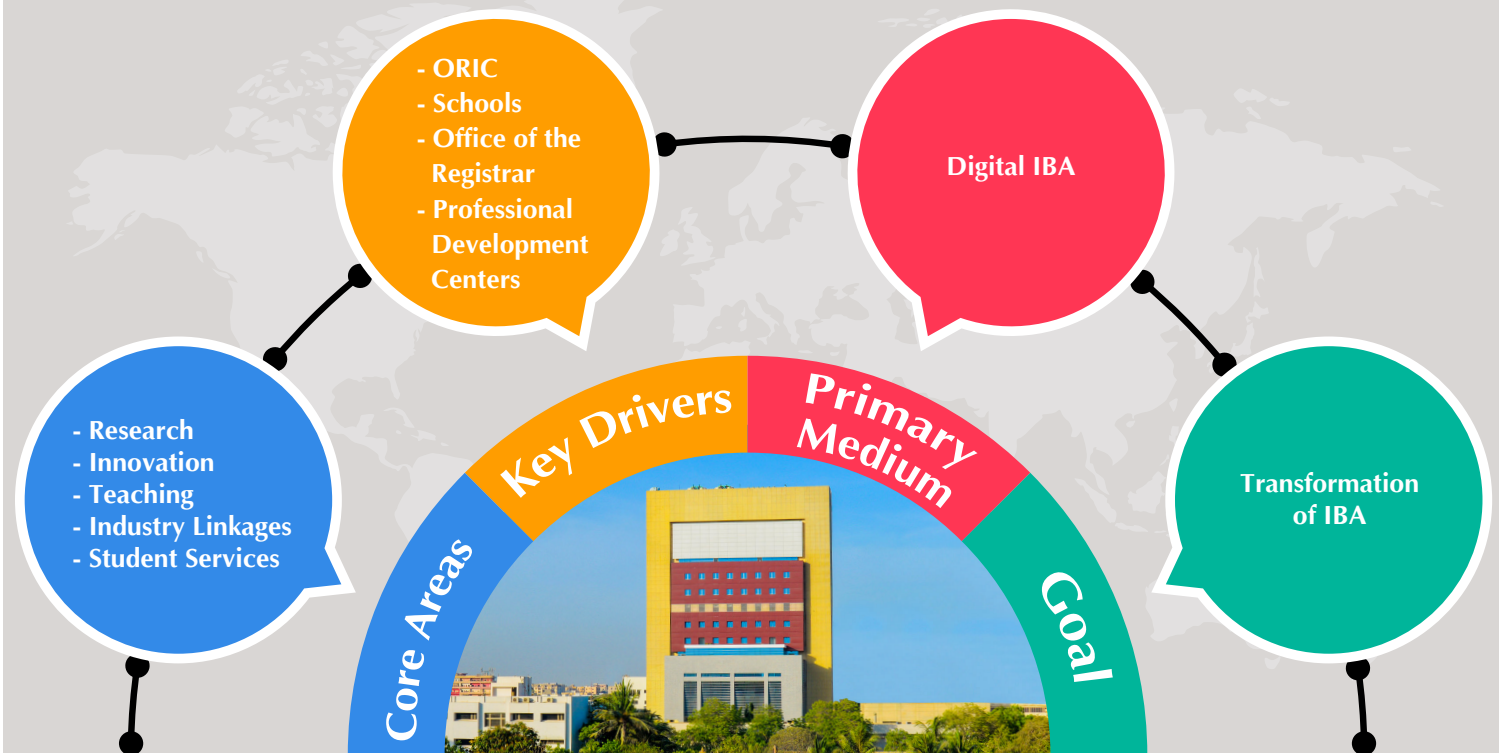 - ORIC
- Schools
- Office of the
Registrar
- Professional
Development
Centers
Digital IBA
- Research
- Innovation
- Teaching
- Industry Linkages
- Student Services
Transformation
of IBA
Core Areas
Key Drivers
Primary
Medium
Goal